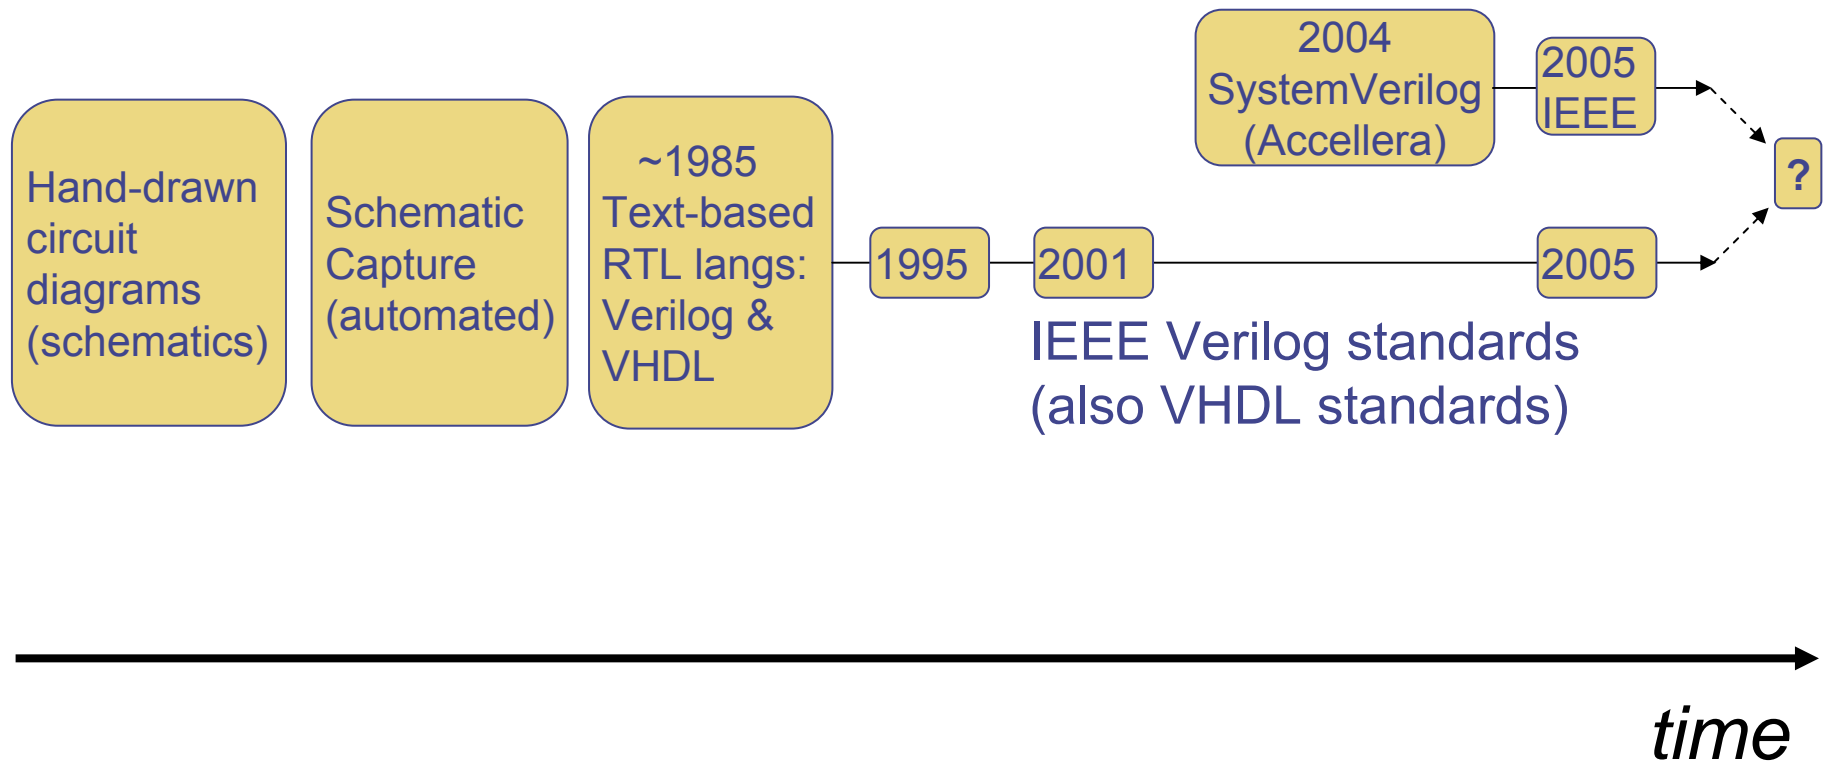 Hand-drawn
circuit
diagrams
(schematics)
Schematic
Capture
(automated)
~1985
Text-based
RTL langs:
Verilog &
VHDL
1995
2001
2005
IEEE Verilog standards
(also VHDL standards)
2004
SystemVerilog
(Accellera)
2005
IEEE
?
time